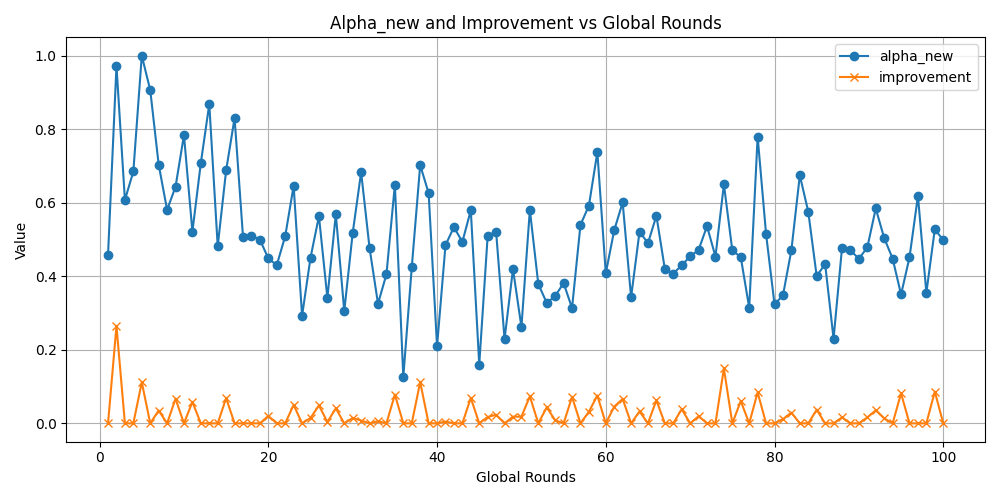 Alpha_new and Improvement vs Global Rounds
alpha_new
improvement
Value
1.0
0.8
0.6
0.4
0.2
0.0
0 20 40 60 80 100
Global Rounds